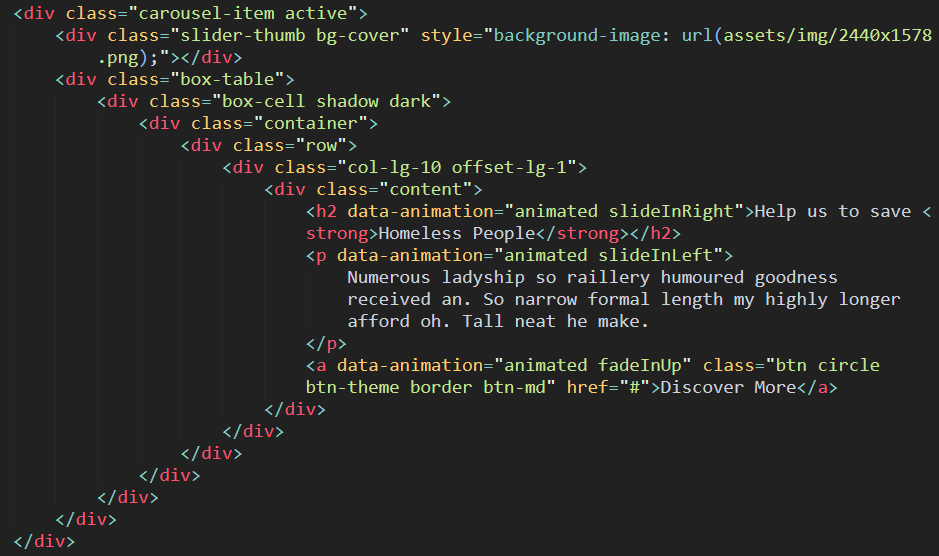 <div class="carousel-item active">
<div class="slider-thumb bg-cover" style="background-image: url(assets/img/2440x1578
.png);"></div>
<div class="box-table">
<div class="box-cell shadow dark">
<div class="container">
<div class="row">
<div class="col-lg-10 offset-lg-1">
<div class="content">
<h2 data-animation="animated slideInRight">Help us to save <
strong>Homeless People</strong></h2>
<p data-animation="animated slideInLeft">
Numerous ladyship so raillery humoured goodness
received an. So narrow formal length my highly longer
afford oh. Tall neat he make.
</p>
<a data-animation="animated fadeInUp" class="btn circle
btn-theme border btn-md" href="#">Discover More</a>
</div>
</div>
</div>
</div>
</div>
</div>
</div>